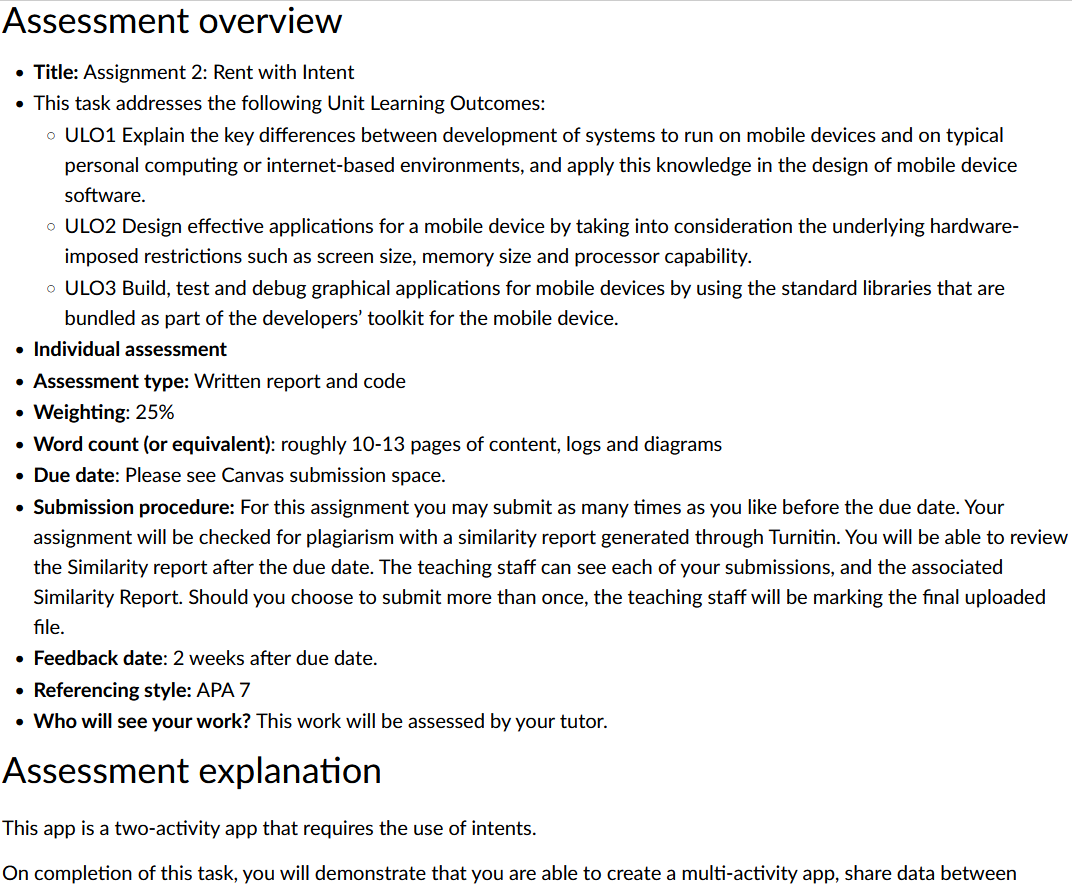 Assessment overview
• Title: Assignment 2: Rent with Intent
• This task addresses the following Unit Learning Outcomes:
○ ULO1 Explain the key differences between development of systems to run on mobile devices and on typical
personal computing or internet-based environments, and apply this knowledge in the design of mobile device
software.
○ ULO2 Design effective applications for a mobile device by taking into consideration the underlying hardware-
imposed restrictions such as screen size, memory size and processor capability.
○ ULO3 Build, test and debug graphical applications for mobile devices by using the standard libraries that are
bundled as part of the developers’ toolkit for the mobile device.
• Individual assessment
• Assessment type: Written report and code
• Weighting: 25%
• Word count (or equivalent): roughly 10-13 pages of content, logs and diagrams
• Due date: Please see Canvas submission space.
• Submission procedure: For this assignment you may submit as many times as you like before the due date. Your
assignment will be checked for plagiarism with a similarity report generated through Turnitin. You will be able to review
the Similarity report after the due date. The teaching staff can see each of your submissions, and the associated
Similarity Report. Should you choose to submit more than once, the teaching staff will be marking the final uploaded
file.
• Feedback date: 2 weeks after due date.
• Referencing style: APA 7
• Who will see your work? This work will be assessed by your tutor.
Assessment explanation
This app is a two-activity app that requires the use of intents.
On completion of this task, you will demonstrate that you are able to create a multi-activity app, share data between